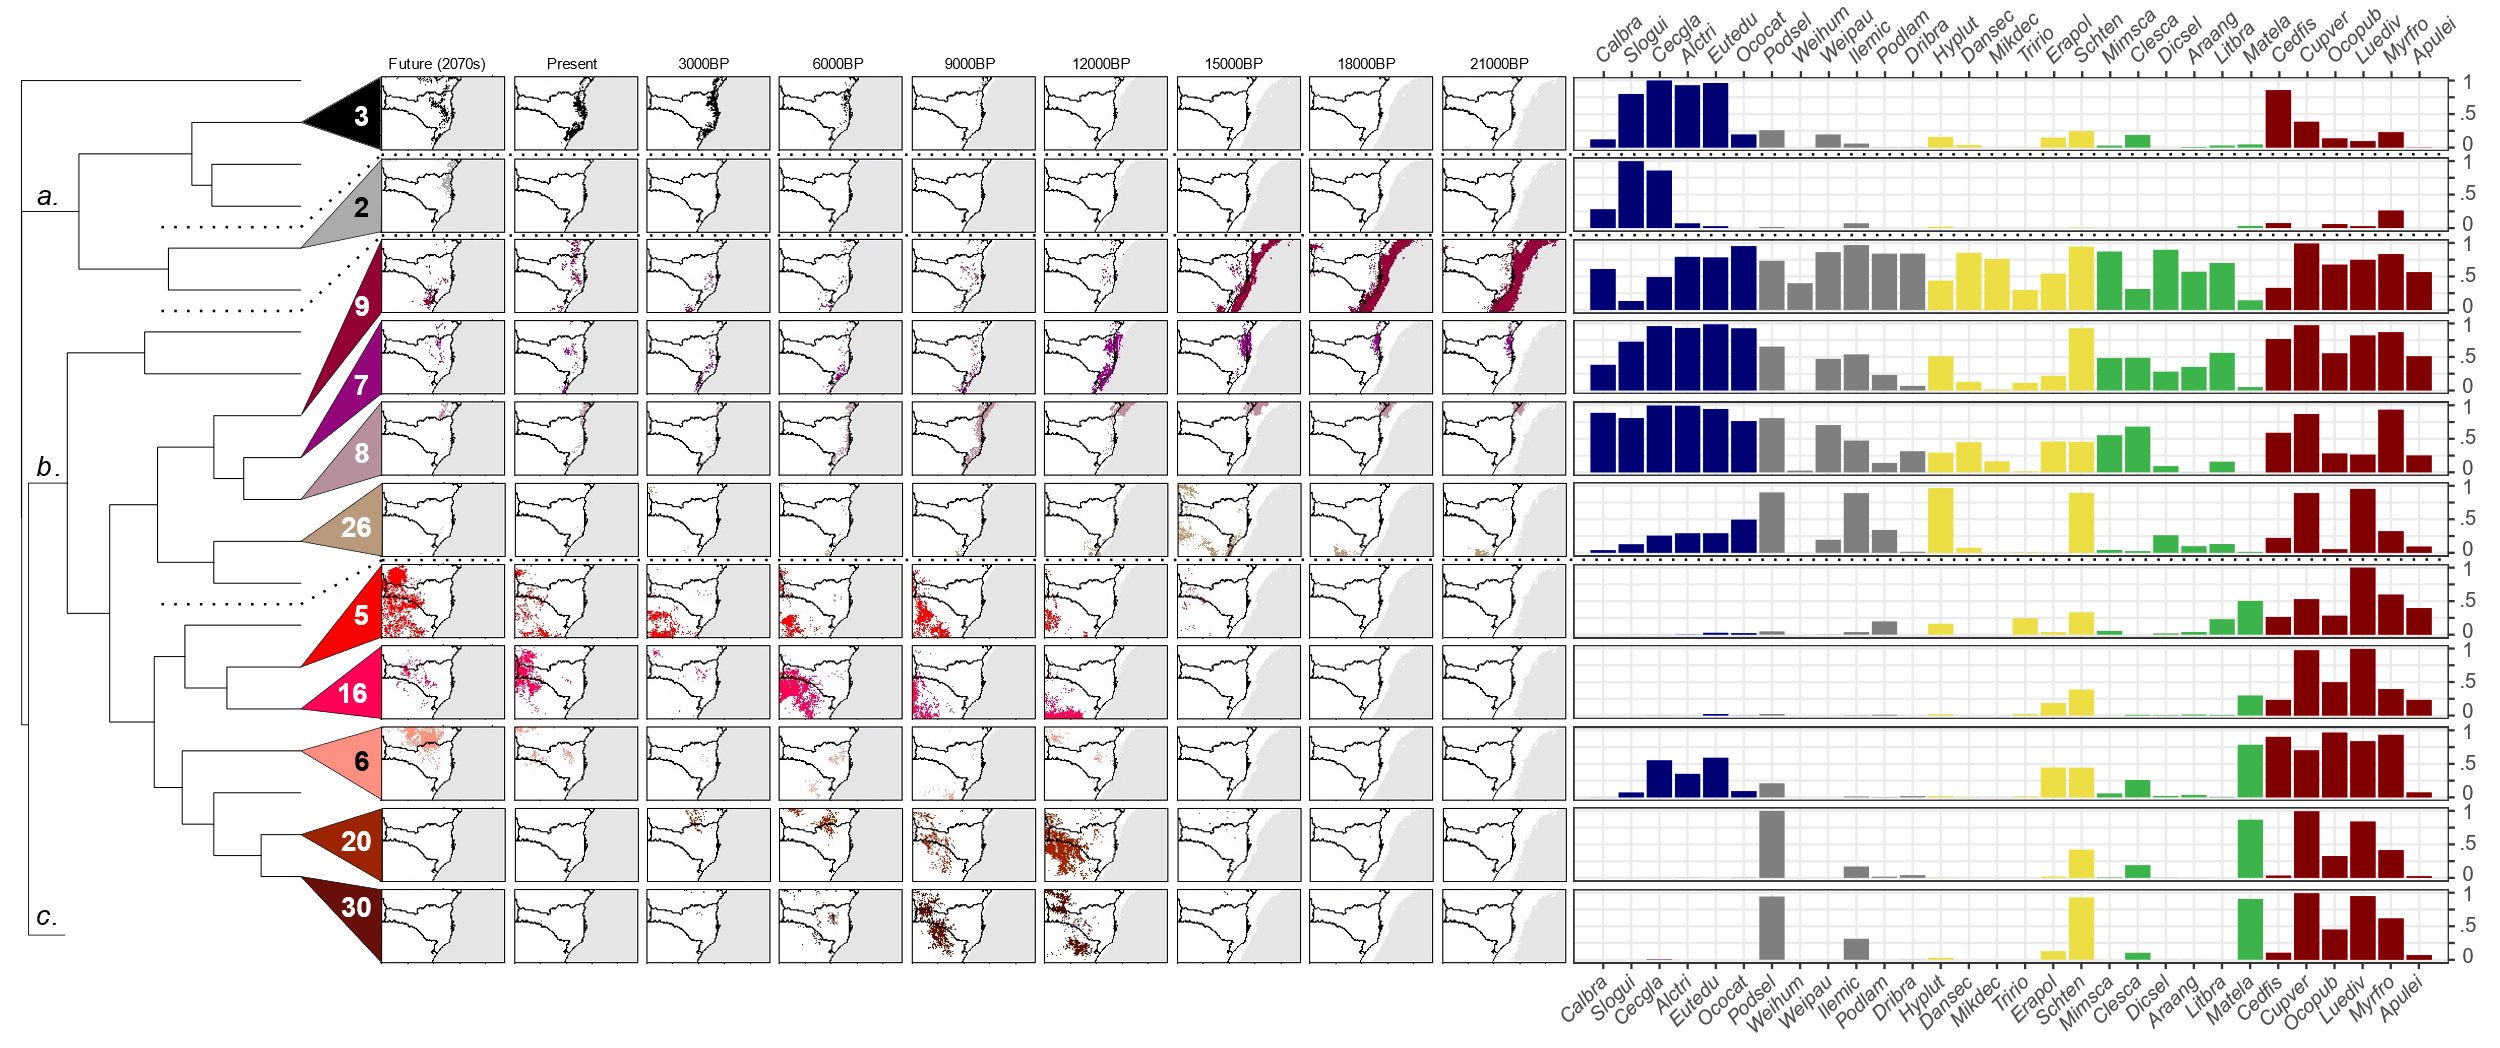 Calbra Slogui Cecgla Alctri Eutedu Ococat Podsel Weihum Weipau Ilemic Podlam Dribra Hyplut Dansec Mikdec Tririo Erapol Schten Mimsca Clesca Dicsel Araang Litbra Matela Cedfis Cupver Ocopub Luediv Myrfro Apulei
Future (2070s) Present 3000BP 6000BP 9000BP 12000BP 15000BP 18000BP 21000BP
3 1 .5 0
a. 2 1 .5 0
9 1 .5 0
7 1 .5 0
b. 8 1 .5 0
26 1 .5 0
5 1 .5 0
16 1 .5 0
6 1 .5 0
20 1 .5 0
c. 30 1 .5 0
Calbra Slogui Cecgla Alctri Eutedu Ococat Podsel Weihum Weipau Ilemic Podlam Dribra Hyplut Dansec Mikdec Tririo Erapol Schten Mimsca Clesca Dicsel Araang Litbra Matela Cedfis Cupver Ocopub Luediv Myrfro Apulei